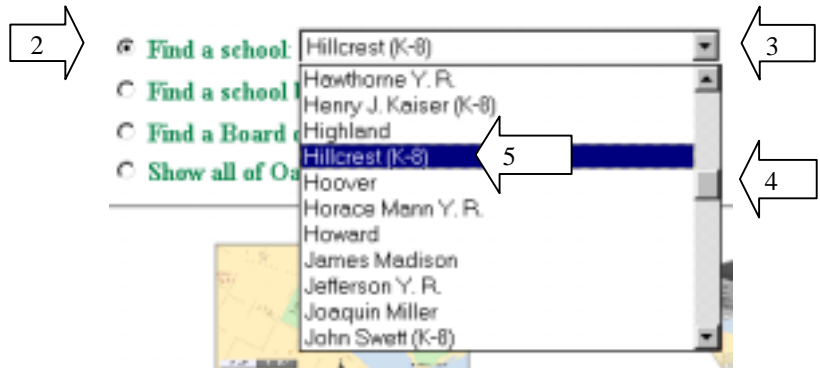 2 Find a school: Hillcrest (K-8) 3
Hawthorne Y. R.
Find a school
Henry J. Kaiser (K-8)
Find a Board
Highland
Hillcrest (K-8) 5
Show all of Oa
Hoover 4
Horace Mann Y. R.
Howard
James Madison
Jefferson Y. R.
Joaquin Miller
John Swett (K-8)